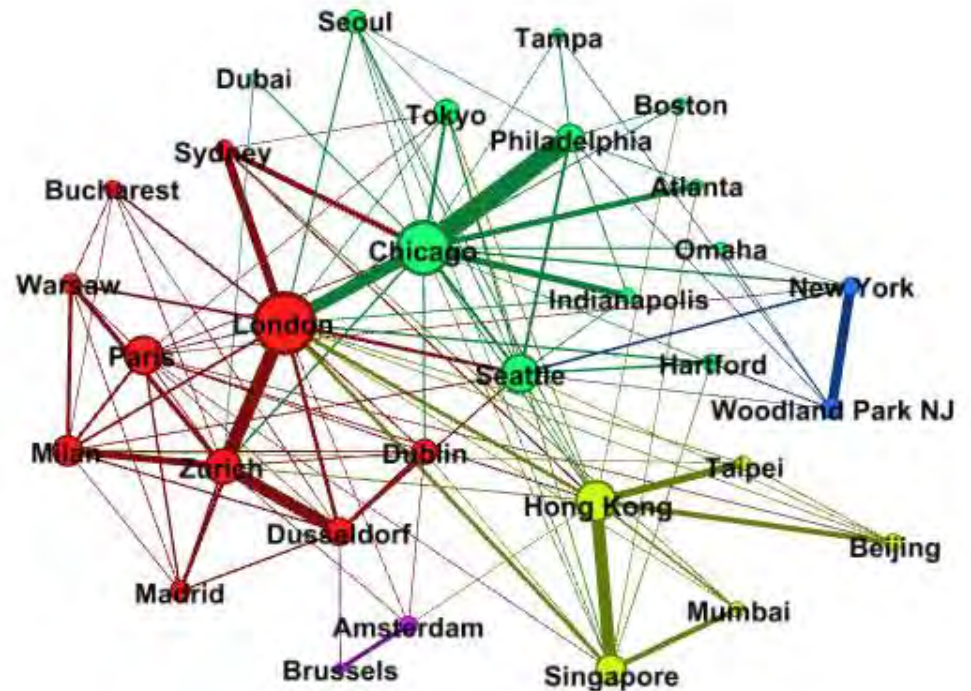 Seoul
Tampa
Dubai
Boston
Tokyo
Philadelphia
Sydney
Bucharest
Atlanta
Chicago
Omaha
Warsaw
New York
Indianapolis
London
Paris
Hartford
Seattle
Woodland Park NJ
Milan
Dublin
Zurich
Taipei
Hong Kong
Dusseldorf
Beijing
Madrid
Mumbai
Amsterdam
Brussels
Singapore